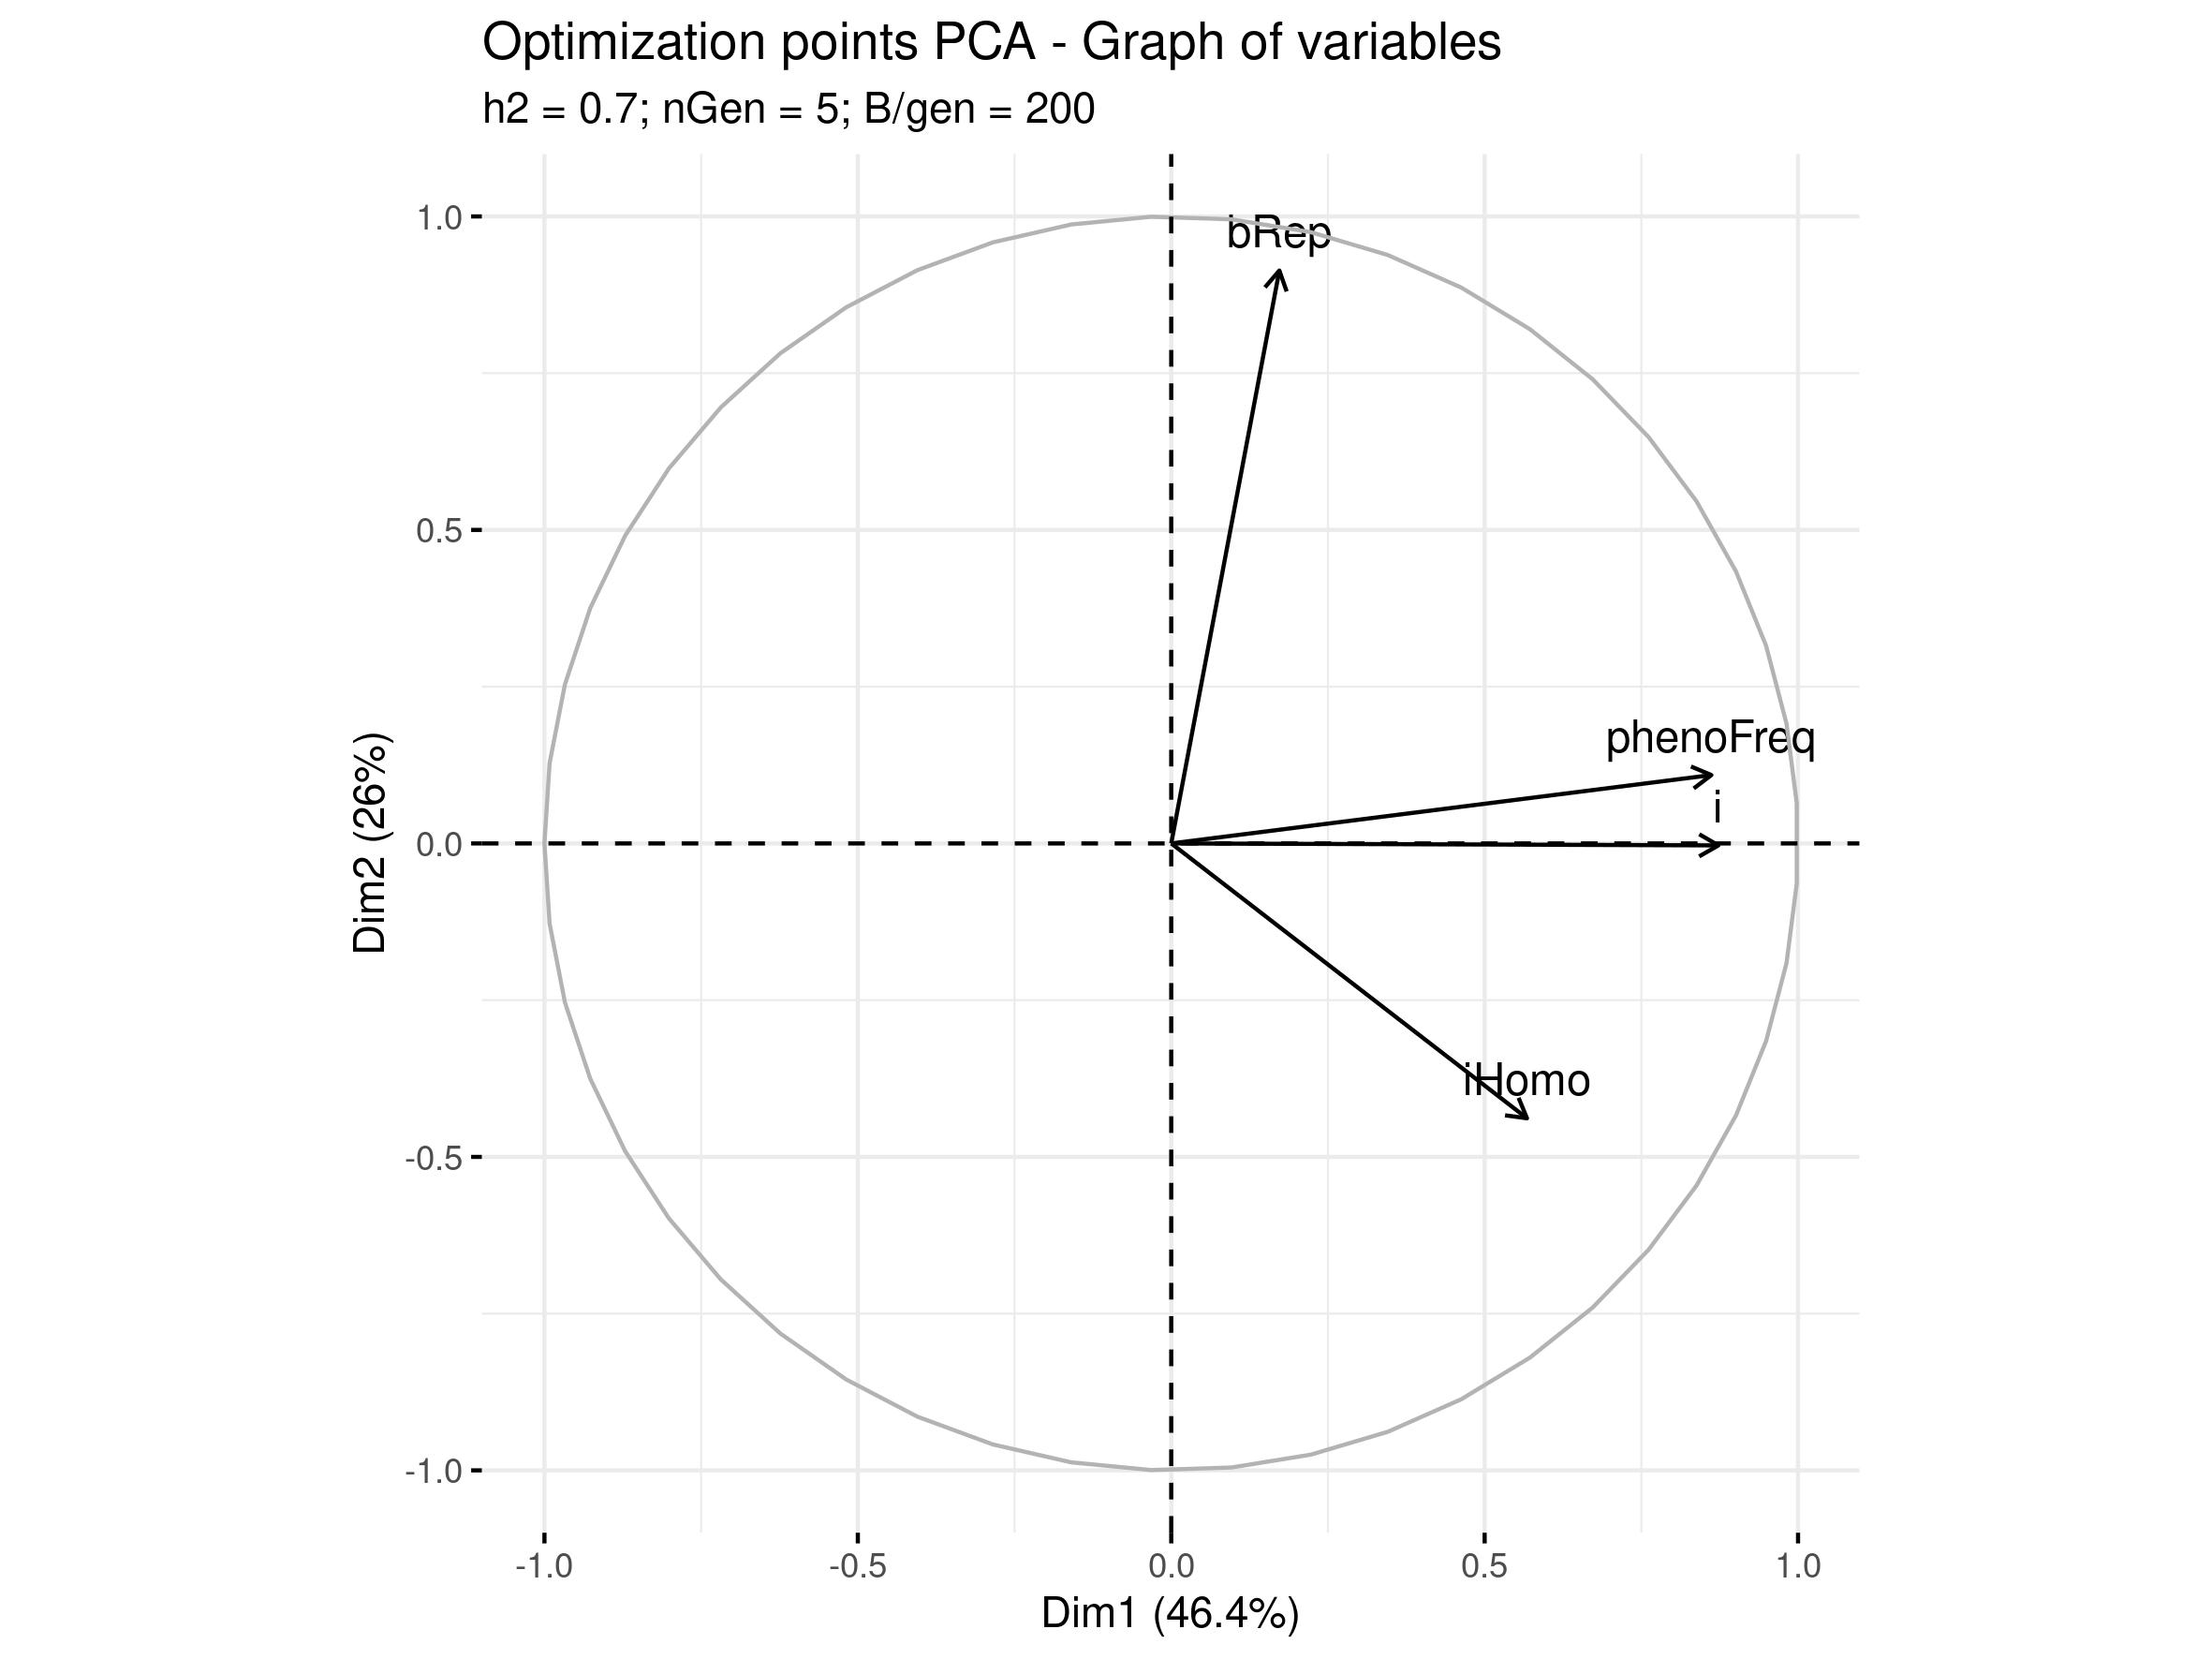 Optimization points PCA - Graph of variables
h2 = 0.7; nGen = 5; B/gen = 200
1.0
0.5
0.0
-0.5
-1.0
Dim2 (26%)
bRep
phenoFreq
i
iHomo
-1.0
-0.5
0.0
0.5
1.0
Dim1 (46.4%)